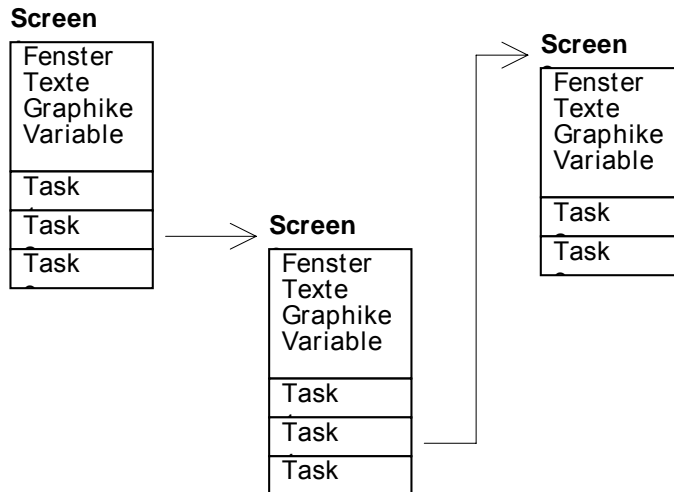 Screen
Fenster
Texte
Graphike
Variable
Task
Task
Task
Screen
Fenster
Texte
Graphike
Variable
Task
Task
Task
Screen
Fenster
Texte
Graphike
Variable
Task
Task